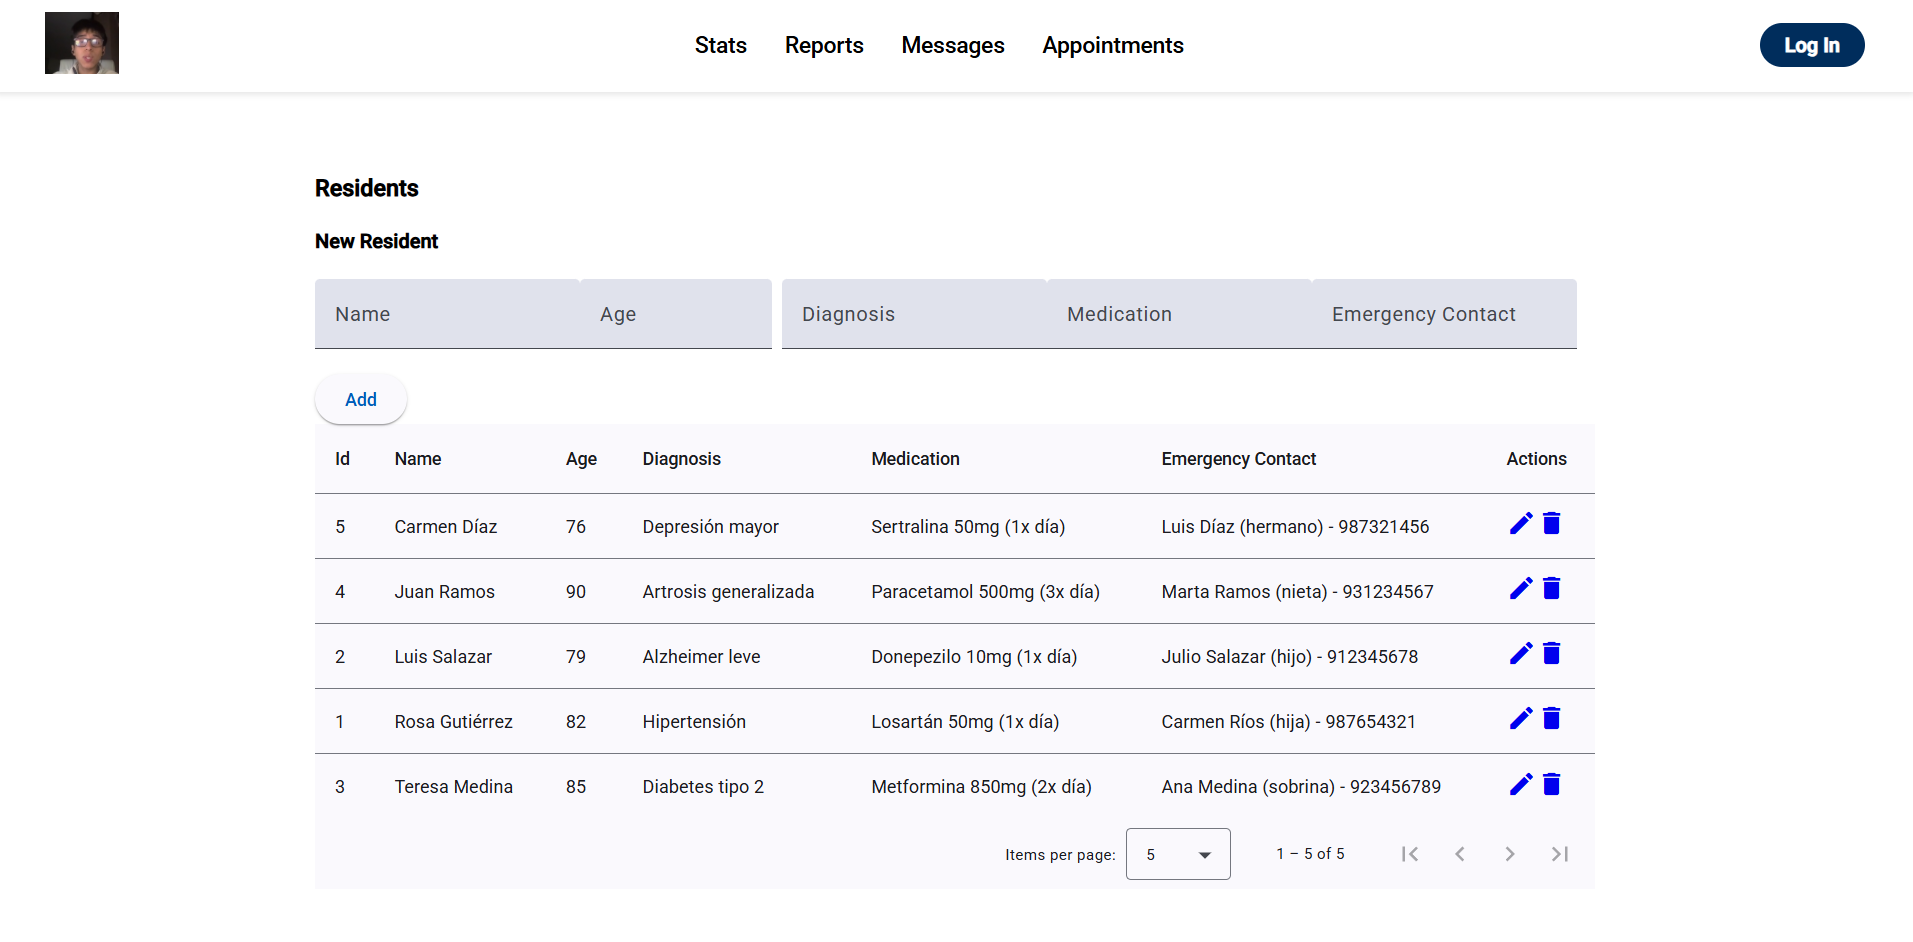 Stats Reports Messages Appointments Log In
Residents
New Resident
Name Age Diagnosis Medication Emergency Contact
Add
Id Name Age Diagnosis Medication Emergency Contact Actions
5 Carmen Díaz 76 Depresión mayor Sertralina 50mg (1x día) Luis Díaz (hermano) - 987321456
4 Juan Ramos 90 Artrosis generalizada Paracetamol 500mg (3x día) Marta Ramos (nieta) - 931234567
2 Luis Salazar 79 Alzheimer leve Donepezilo 10mg (1x día) Julio Salazar (hijo) - 912345678
1 Rosa Gutiérrez 82 Hipertensión Losartán 50mg (1x día) Carmen Ríos (hija) - 987654321
3 Teresa Medina 85 Diabetes tipo 2 Metformina 850mg (2x día) Ana Medina (sobrina) - 923456789
Items per page: 5 1 – 5 of 5